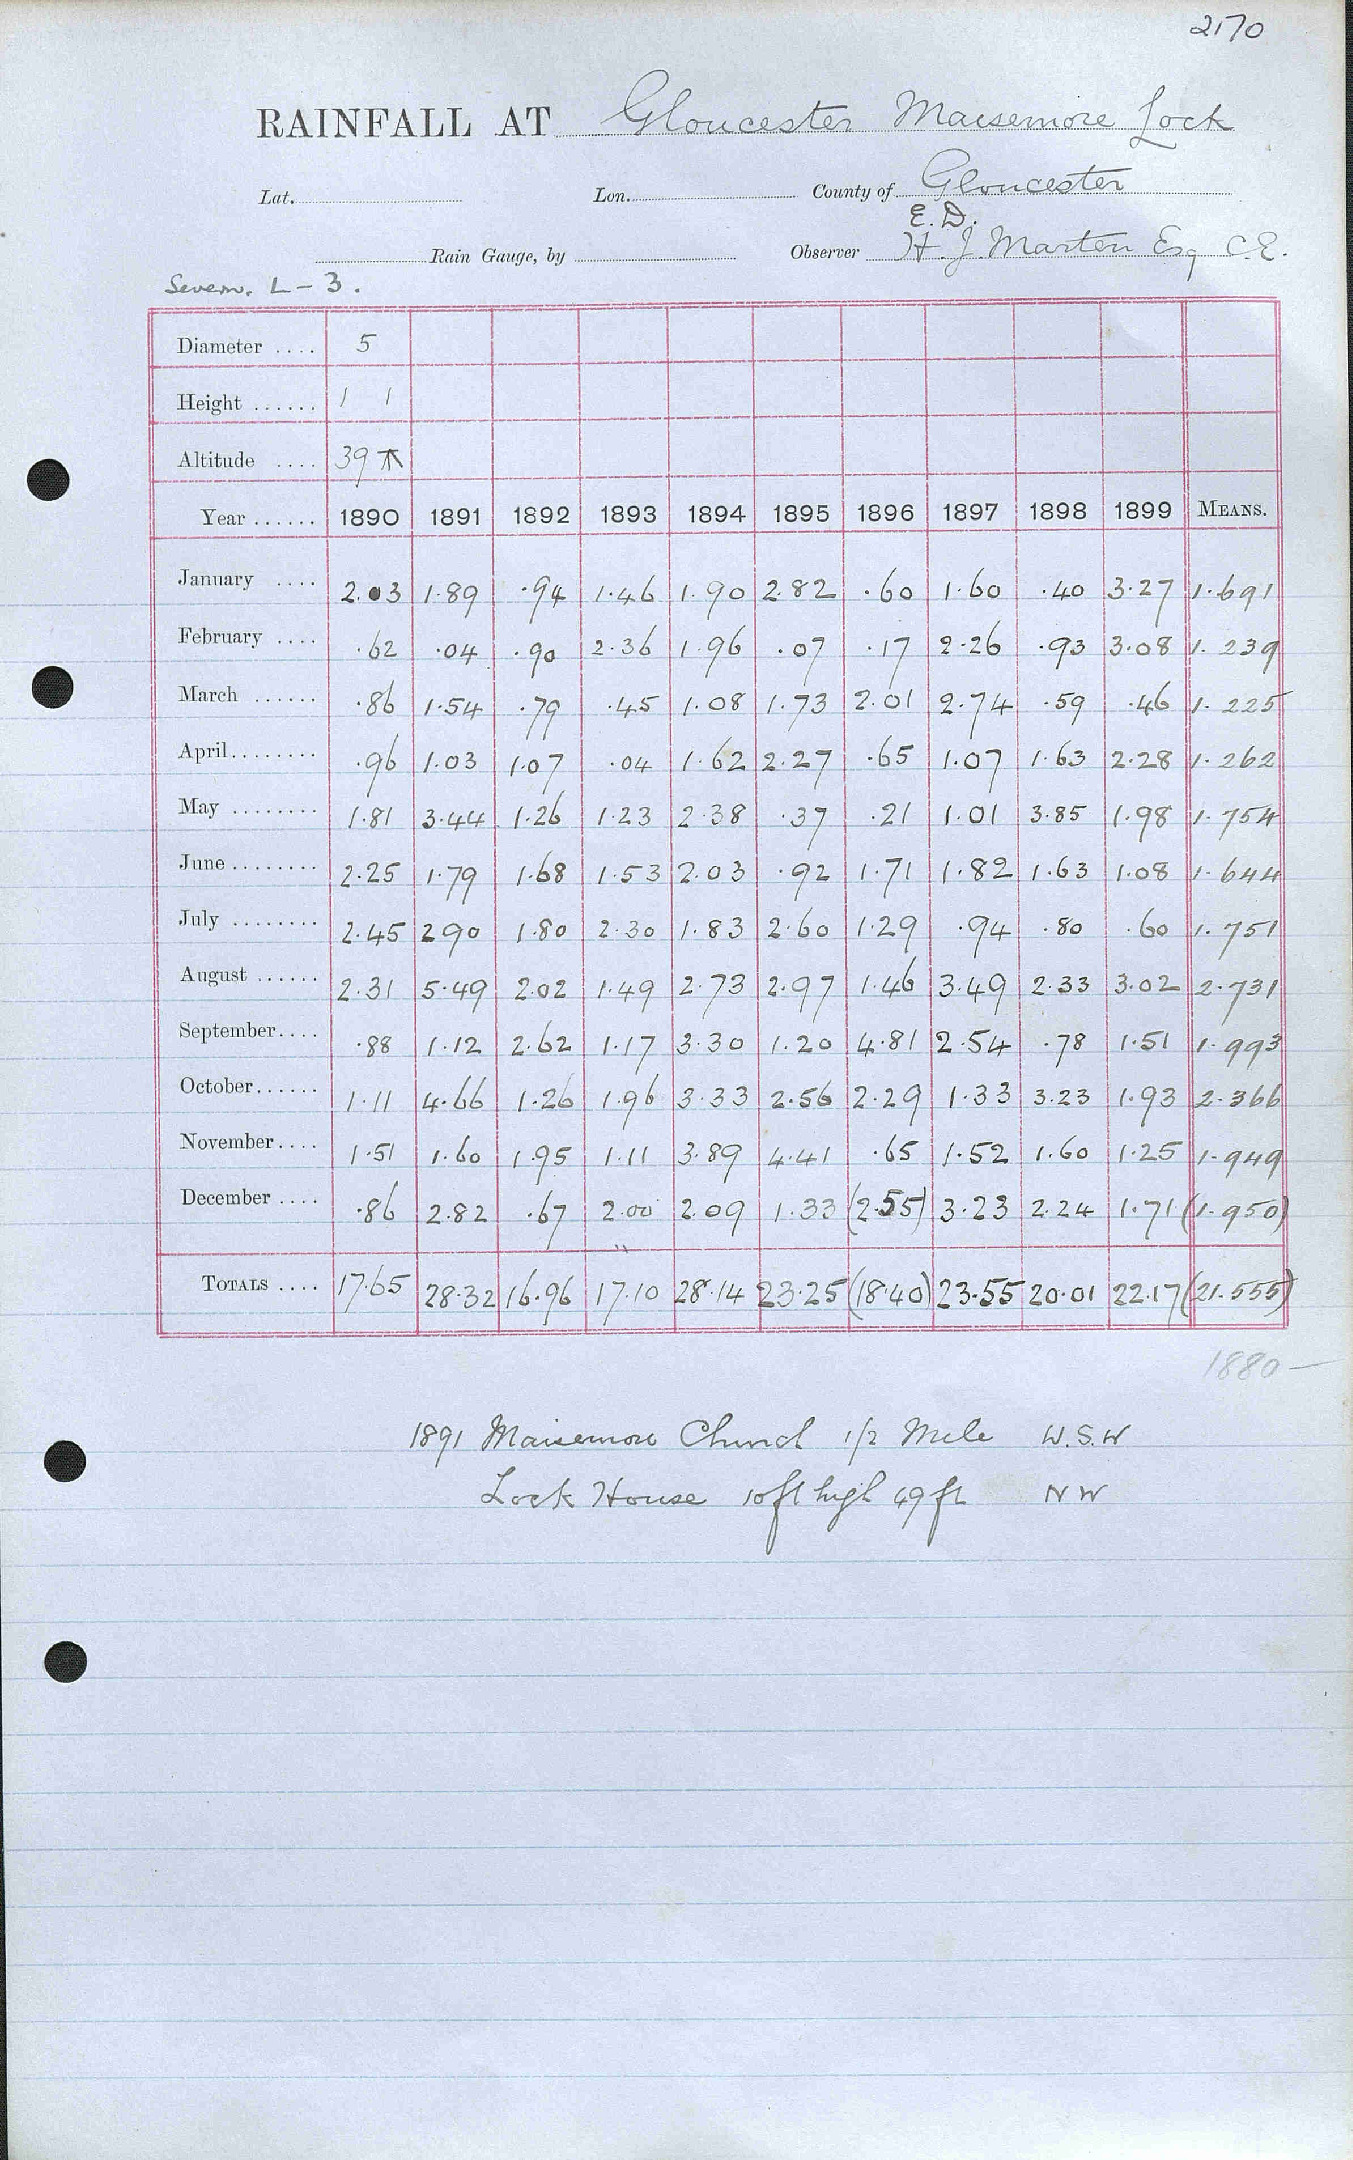 2170
RAINFALL AT Gloucester Maisemore Lock
Lat. Lon. County of Gloucester
E. D.
Rain Gauge, by Observer H. J. Marten Esq C.E.
Severn. L - 3.
Diameter .... 5
Height ...... 1 1
Altitude .... 39
Year ...... 1890 1891 1892 1893 1894 1895 1896 1897 1898 1899 MEANS.
January .... 2.03 1.89 .94 1.46 1.90 2.82 .60 1.60 .40 3.27 1.691
February .... .62 .04 .90 2.36 1.96 .07 .17 2.26 .93 3.08 1.239
March ...... .86 1.54 .79 .45 1.08 1.73 2.01 2.74 .59 .46 1.225
April........ .96 1.03 1.07 .04 1.62 2.27 .65 1.07 1.63 2.28 1.262
May ........ 1.81 3.44 1.26 1.23 2.38 .37 .21 1.01 3.85 1.98 1.754
June ........ 2.25 1.79 1.68 1.53 2.03 .92 1.71 1.82 1.63 1.08 1.644
July ........ 2.45 2 90 1.80 2.30 1.83 2.60 1.29 .94 .80 .60 1.751
August ...... 2.31 5.49 2.02 1.49 2.73 2.97 1.46 3.49 2.33 3.02 2.731
September.... .88 1.12 2.62 1.17 3.30 1.20 4.81 2.54 .78 1.51 1.993
October...... 1.11 4.66 1.26 1.96 3.33 2.56 2.29 1.33 3.23 1.93 2.366
November.... 1.51 1.60 1.95 1.11 3.89 4.41 .65 1.52 1.60 1.25 1.949
December .... .86 2.82 .67 2.00 2.09 1.33 (2.55) 3.23 2.24 1.71 (1.950)
TOTALS .... 17.65 28.32 16.96 17.10 28.14 23.25 (18.40) 23.55 20.01 22.17 (21.555)
1880 -
1891 Maisemore Church 1/2 Mile W.S.W
Lock House 10 ft high 49 ft N W